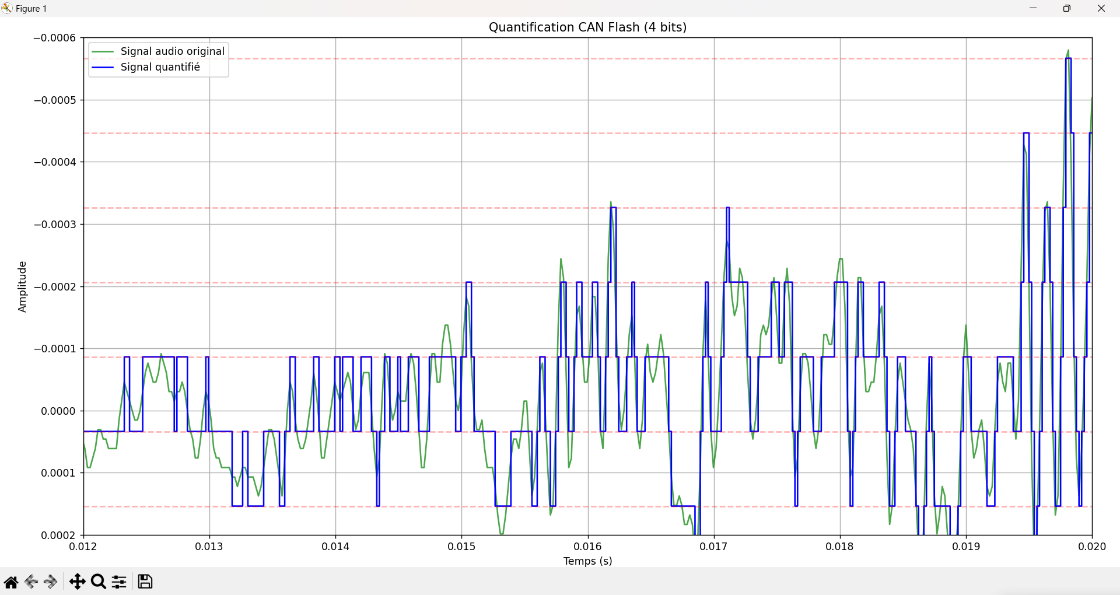 Figure 1
Quantification CAN Flash (4 bits)
Signal audio original
Signal quantifié
−0.0006
−0.0005
−0.0004
−0.0003
−0.0002
−0.0001
0.0000
0.0001
0.0002
Amplitude
0.012 0.013 0.014 0.015 0.016 0.017 0.018 0.019 0.020
Temps (s)